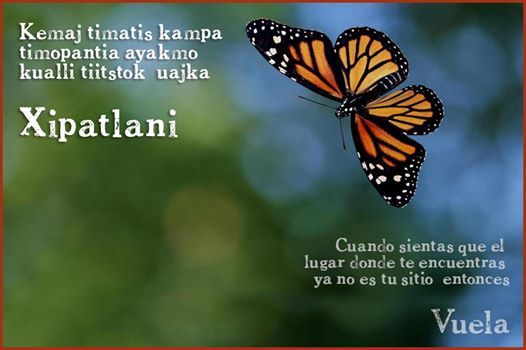 Kemaj timatis kampa
timopantia ayakmo
kualli tiitstok uajka
Xipatlani
Cuando sientas que el
lugar donde te encuentras
ya no es tu sitio entonces
Vuela